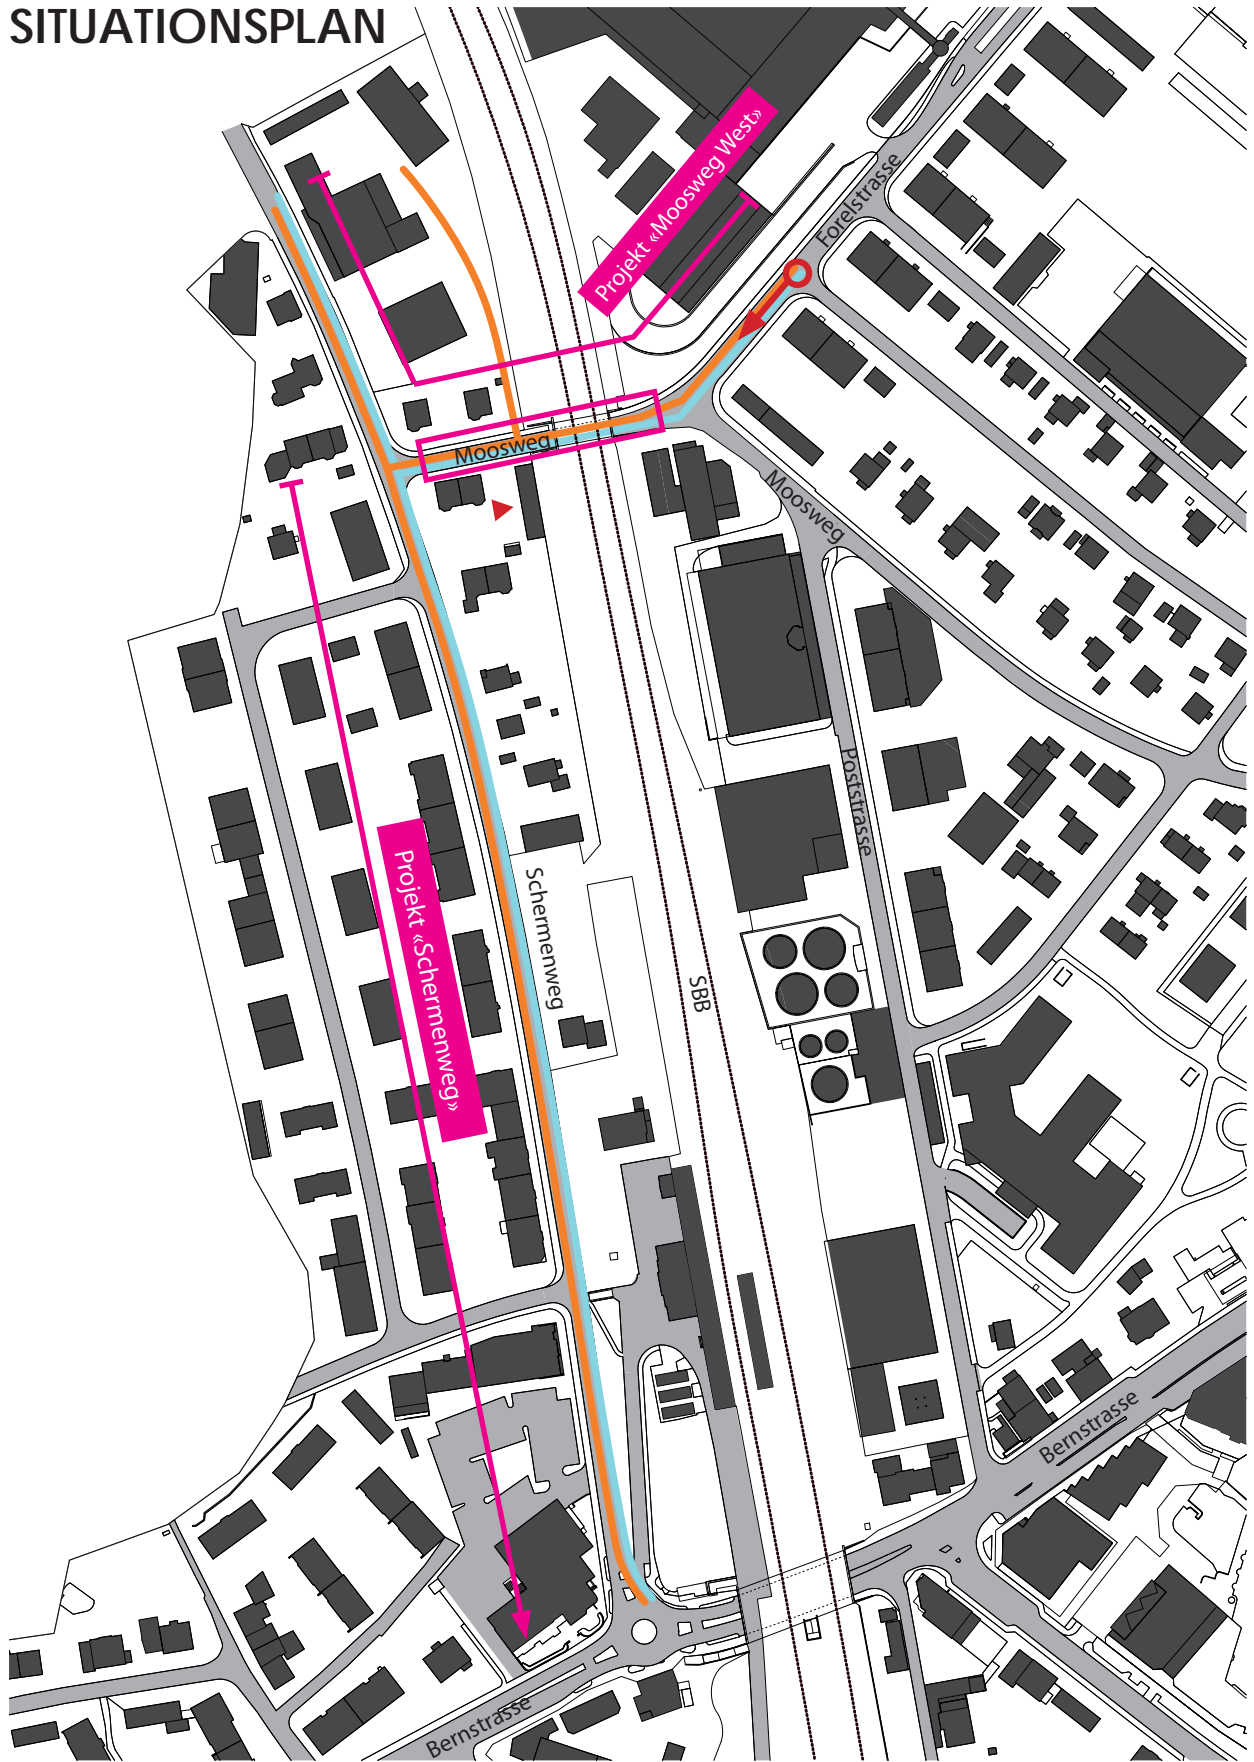 SITUATIONSPLAN
Projekt «Moosweg West»
Forelstrasse
Moosweg
Moosweg
Poststrasse
Projekt «Schermenweg»
Schermenweg
SBB
Bernstrasse
Bernstrasse